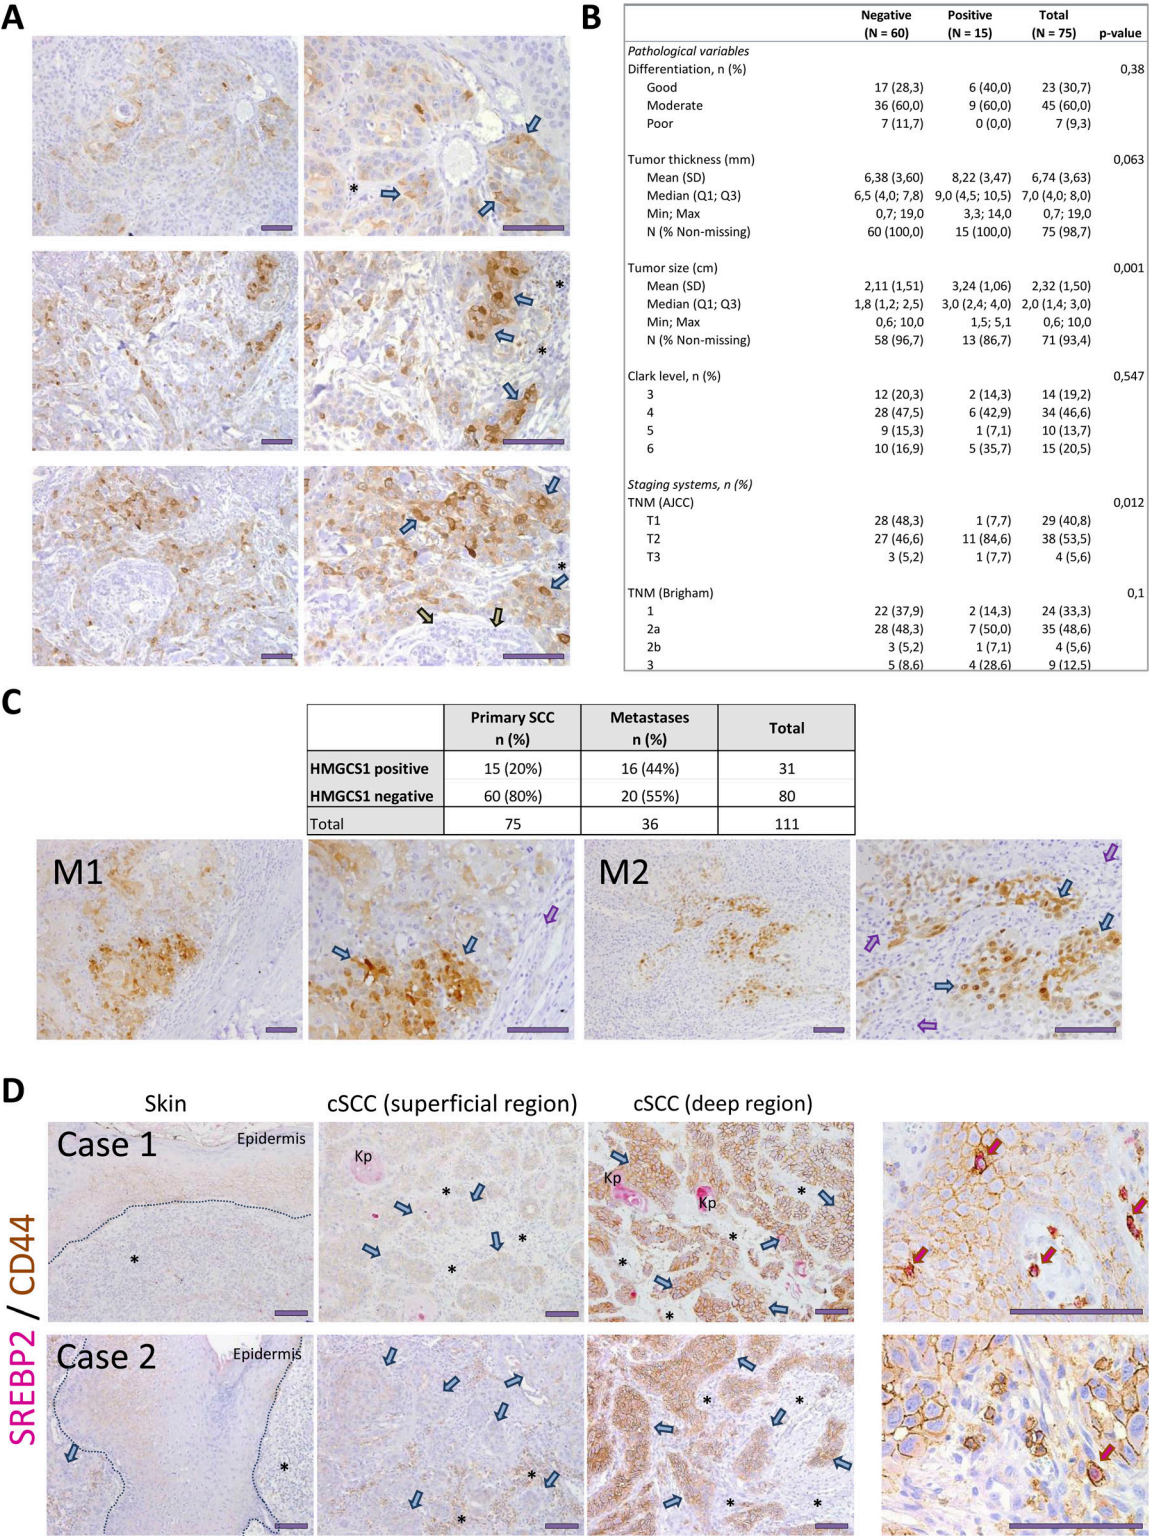 A
B
Negative Positive Total
(N = 60) (N = 15) (N = 75) p-value
Pathological variables
Differentiation, n (%) 0,38
Good 17 (28,3) 6 (40,0) 23 (30,7)
Moderate 36 (60,0) 9 (60,0) 45 (60,0)
Poor 7 (11,7) 0 (0,0) 7 (9,3)
Tumor thickness (mm) 0,063
Mean (SD) 6,38 (3,60) 8,22 (3,47) 6,74 (3,63)
Median (Q1; Q3) 6,5 (4,0; 7,8) 9,0 (4,5; 10,5) 7,0 (4,0; 8,0)
Min; Max 0,7; 19,0 3,3; 14,0 0,7; 19,0
N (% Non-missing) 60 (100,0) 15 (100,0) 75 (98,7)
Tumor size (cm) 0,001
Mean (SD) 2,11 (1,51) 3,24 (1,06) 2,32 (1,50)
Median (Q1; Q3) 1,8 (1,2; 2,5) 3,0 (2,4; 4,0) 2,0 (1,4; 3,0)
Min; Max 0,6; 10,0 1,5; 5,1 0,6; 10,0
N (% Non-missing) 58 (96,7) 13 (86,7) 71 (93,4)
Clark level, n (%) 0,547
3 12 (20,3) 2 (14,3) 14 (19,2)
4 28 (47,5) 6 (42,9) 34 (46,6)
5 9 (15,3) 1 (7,1) 10 (13,7)
6 10 (16,9) 5 (35,7) 15 (20,5)
Staging systems, n (%)
TNM (AJCC) 0,012
T1 28 (48,3) 1 (7,7) 29 (40,8)
T2 27 (46,6) 11 (84,6) 38 (53,5)
T3 3 (5,2) 1 (7,7) 4 (5,6)
TNM (Brigham) 0,1
1 22 (37,9) 2 (14,3) 24 (33,3)
2a 28 (48,3) 7 (50,0) 35 (48,6)
2b 3 (5,2) 1 (7,1) 4 (5,6)
3 5 (8,6) 4 (28,6) 9 (12,5)
C
Primary SCC Metastases Total
n (%) n (%)
HMGCS1 positive 15 (20%) 16 (44%) 31
HMGCS1 negative 60 (80%) 20 (55%) 80
Total 75 36 111
M1
M2
D
Skin cSCC (superficial region) cSCC (deep region)
Case 1
Epidermis
Kp
Kp
Kp
Case 2
Epidermis
SREBP2 / CD44